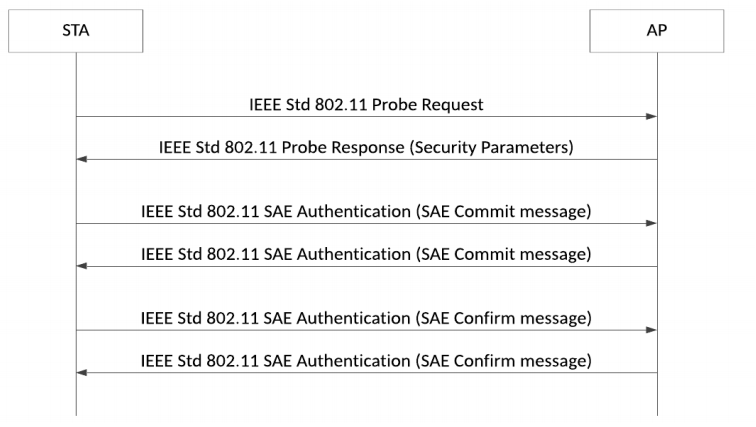 STA
AP
IEEE Std 802.11 Probe Request
IEEE Std 802.11 Probe Response (Security Parameters)
IEEE Std 802.11 SAE Authentication (SAE Commit message)
IEEE Std 802.11 SAE Authentication (SAE Commit message)
IEEE Std 802.11 SAE Authentication (SAE Confirm message)
IEEE Std 802.11 SAE Authentication (SAE Confirm message)